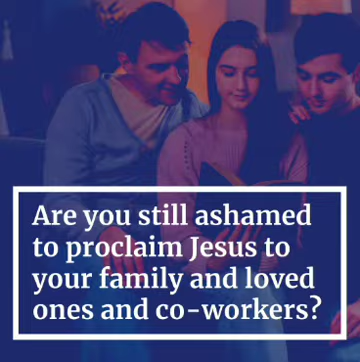 Are you still ashamed
to proclaim Jesus to
your family and loved
ones and co-workers?